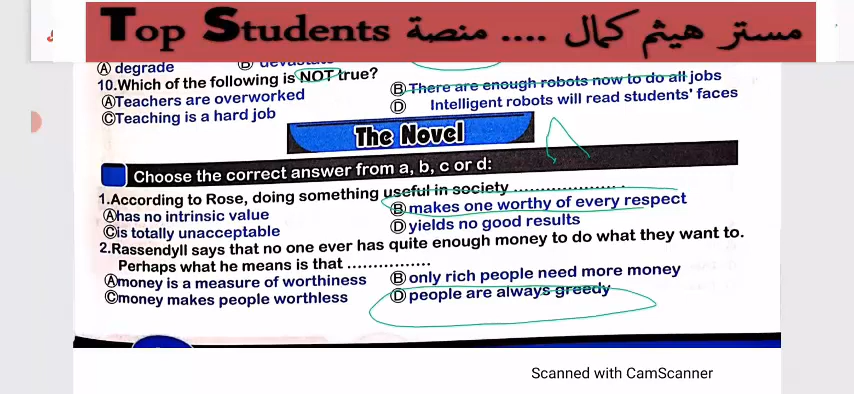 Top Students مستر هيثم كمال .... منصة
Ⓐ degrade Ⓑ devastate
10.Which of the following is NOT true?
ⒶTeachers are overworked ⒷThere are enough robots now to do all jobs
ⒸTeaching is a hard job Ⓓ Intelligent robots will read students' faces
The Novel
Choose the correct answer from a, b, c or d:
1.According to Rose, doing something useful in society ....................
Ⓐhas no intrinsic value Ⓑmakes one worthy of every respect
Ⓒis totally unacceptable Ⓓyields no good results
2.Rassendyll says that no one ever has quite enough money to do what they want to.
Perhaps what he means is that ................
Ⓐmoney is a measure of worthiness Ⓑ only rich people need more money
Ⓒmoney makes people worthless Ⓓ people are always greedy
Scanned with CamScanner